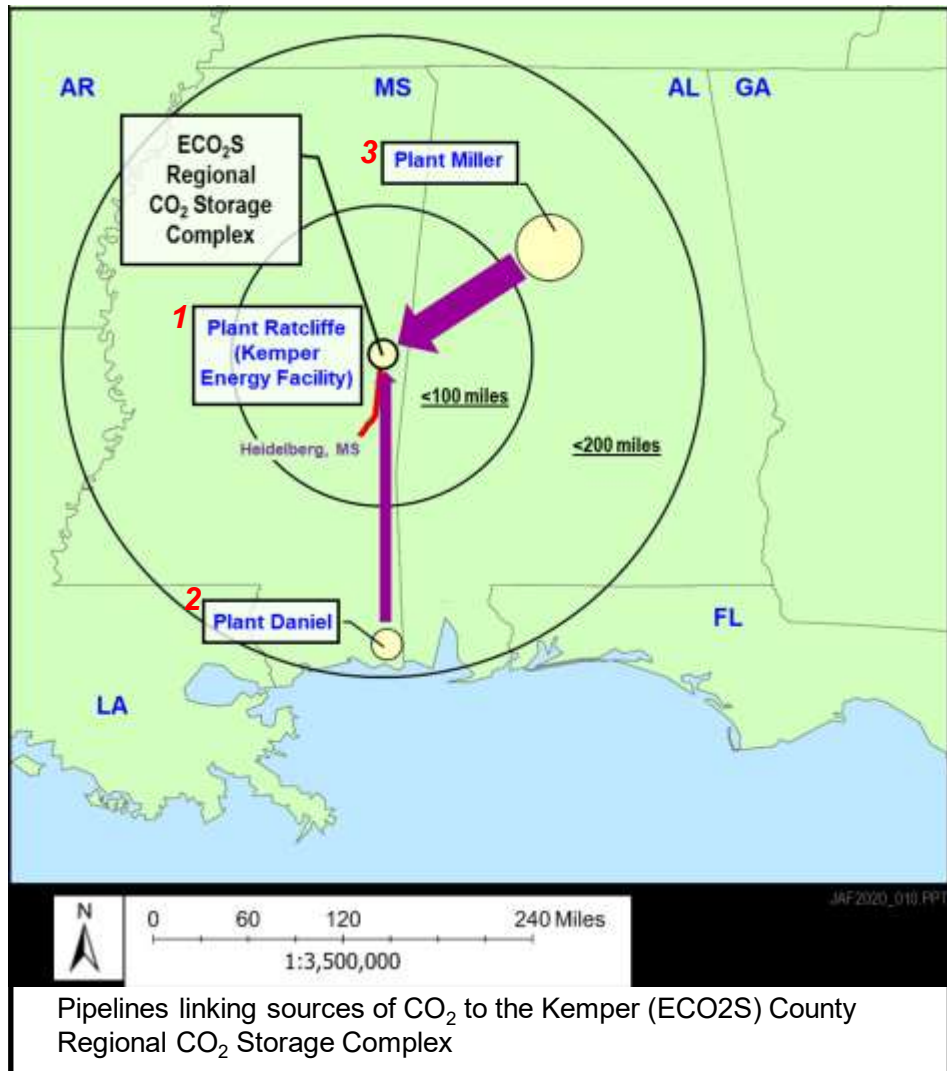 AR
MS
AL
GA
ECO₂S
Regional
CO₂ Storage
Complex
3
Plant Miller
1
Plant Ratcliffe
(Kemper
Energy Facility)
<100 miles
Heidelberg, MS
<200 miles
2
Plant Daniel
FL
LA
JAF2020_010.PPT
N
0 60 120 240 Miles
1:3,500,000
Pipelines linking sources of CO₂ to the Kemper (ECO2S) County
Regional CO₂ Storage Complex